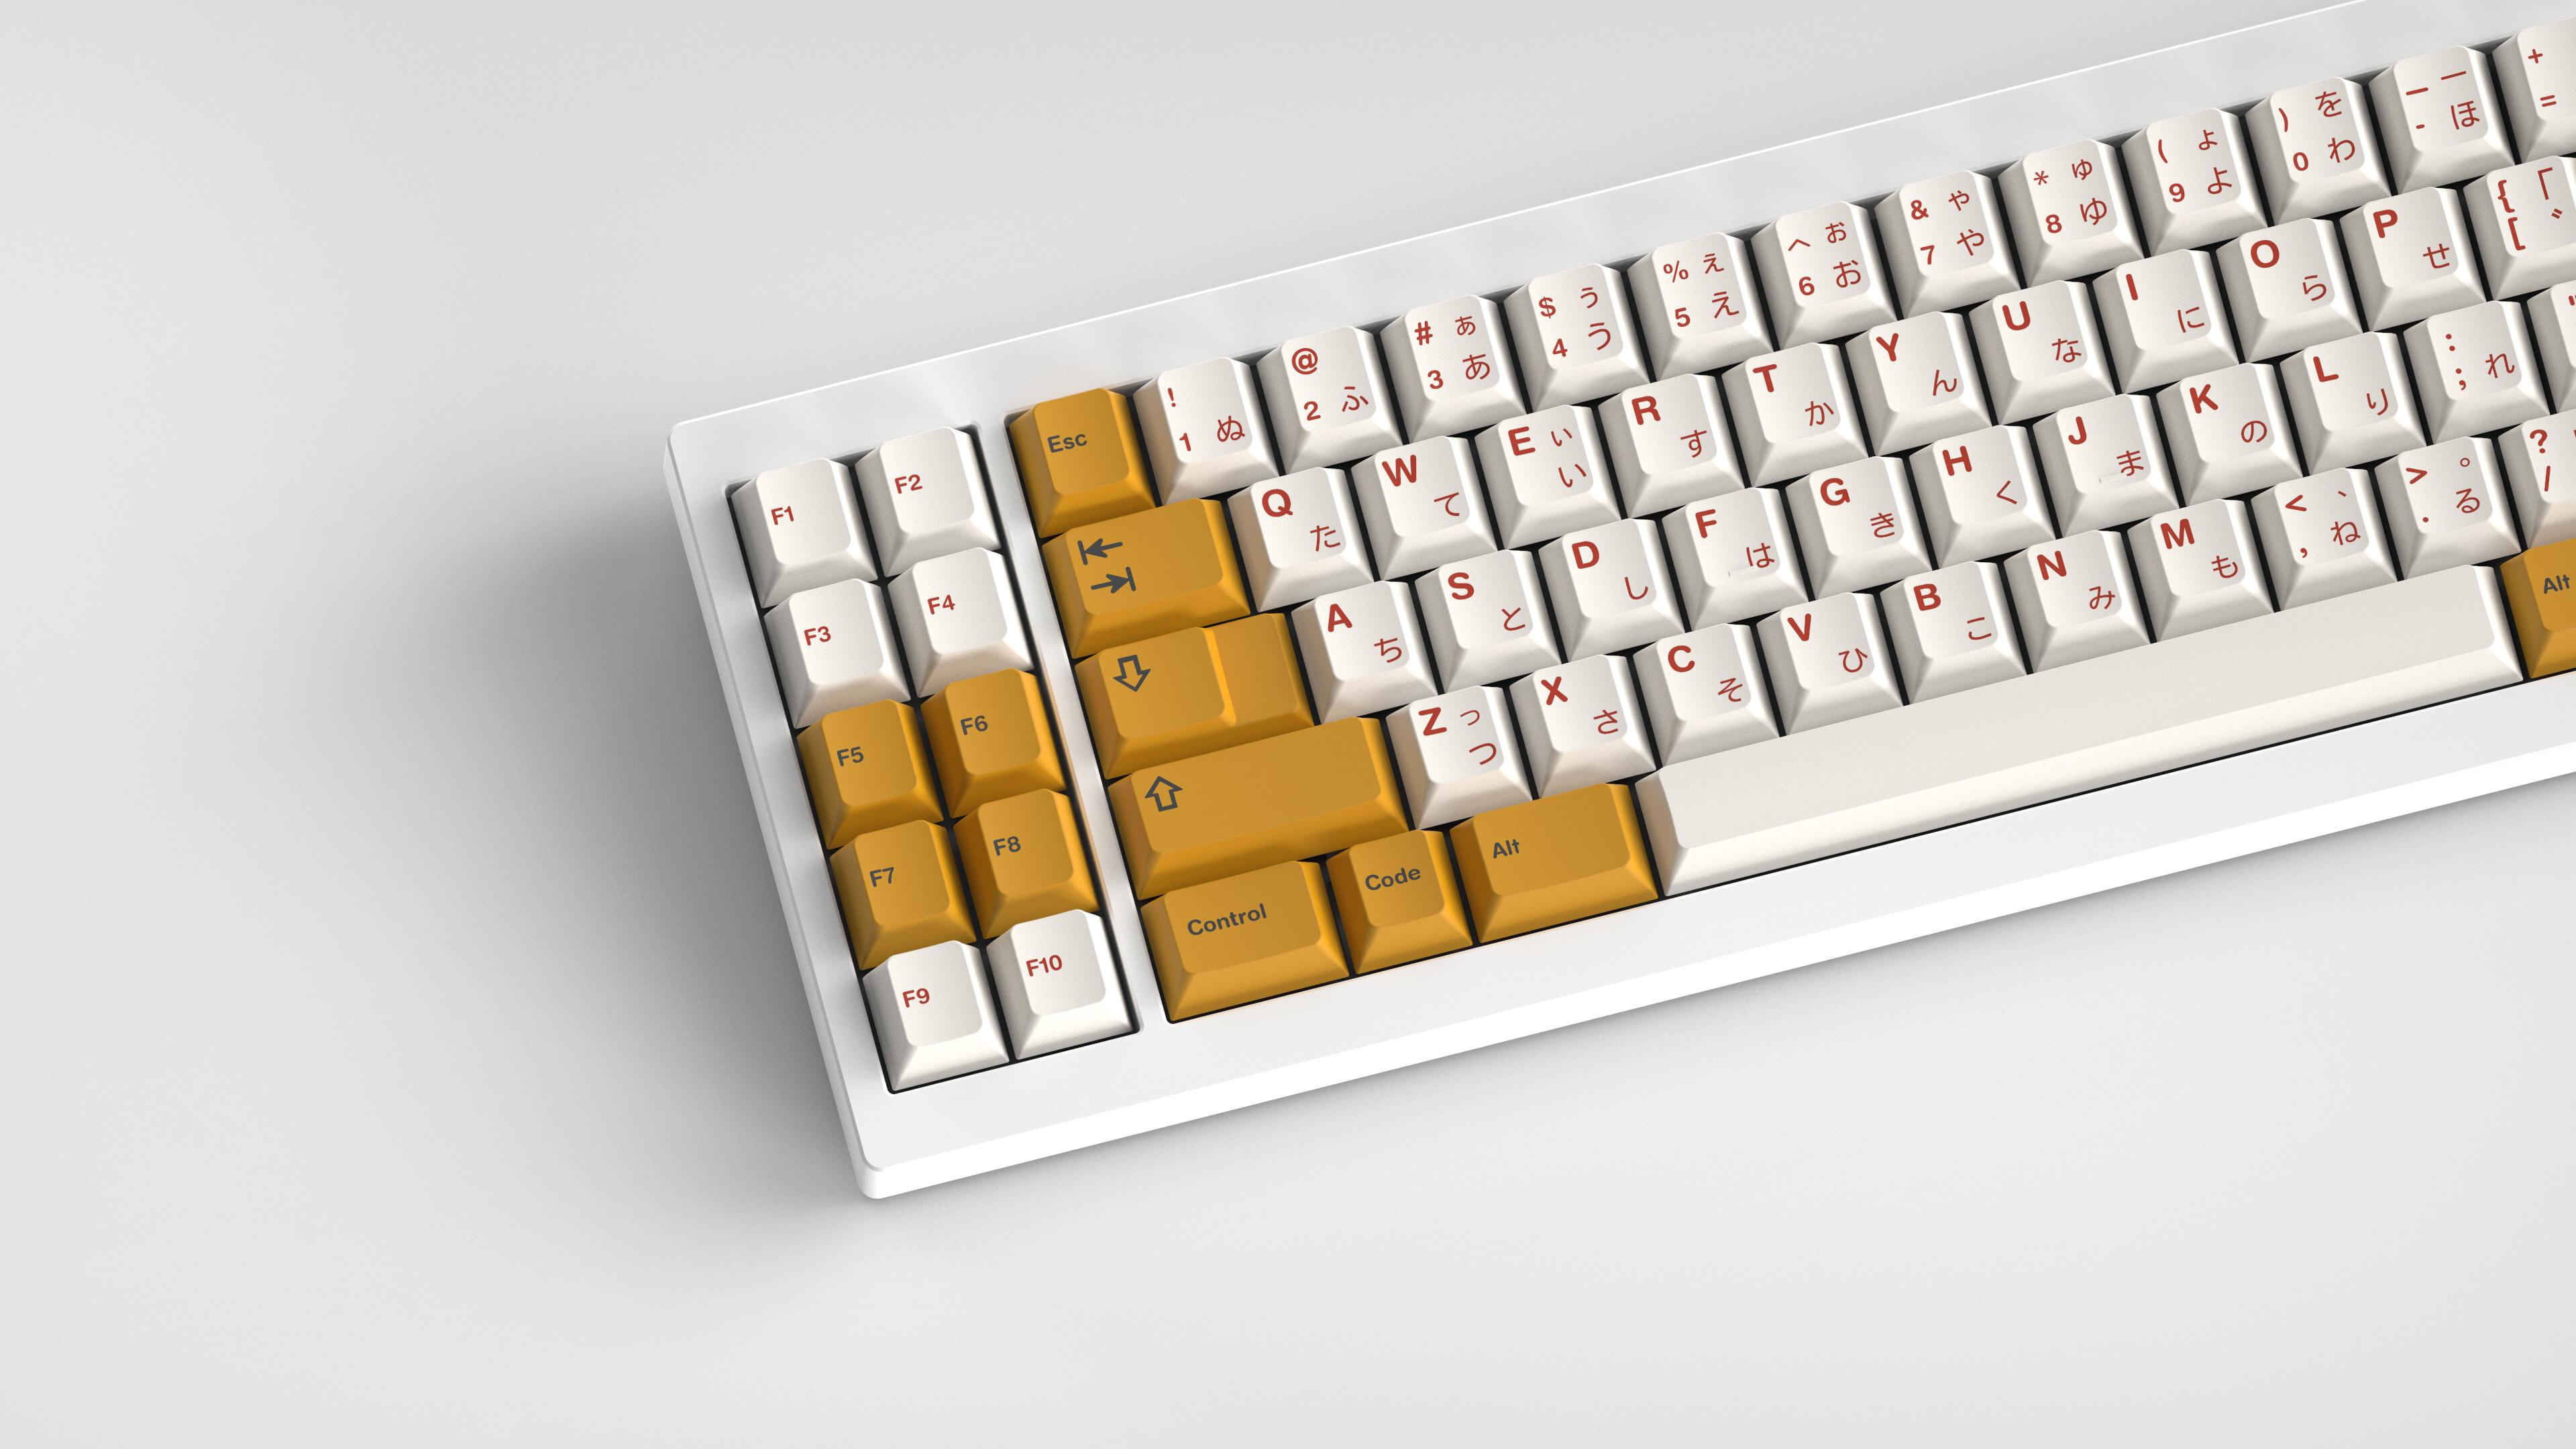 F1 F2
F3 F4
F5 F6
F7 F8
F9 F10
Esc ! 1 ぬ @ 2 ふ # ぁ 3 あ $ ぅ 4 う % ぇ 5 え ^ ぉ 6 お & ゃ 7 や * ゅ 8 ゆ ( ょ 9 よ ) を 0 わ — ー - ほ + =
Q た W て E ぃ い R す T か Y ん U な I に O ら P せ { 「 [ ゛
A ち S と D し F は G き H く J ま K の L り : ; れ
Z っ つ X さ C そ V ひ B こ N み M も < 、 , ね > 。 . る ? /
Control Code Alt Alt